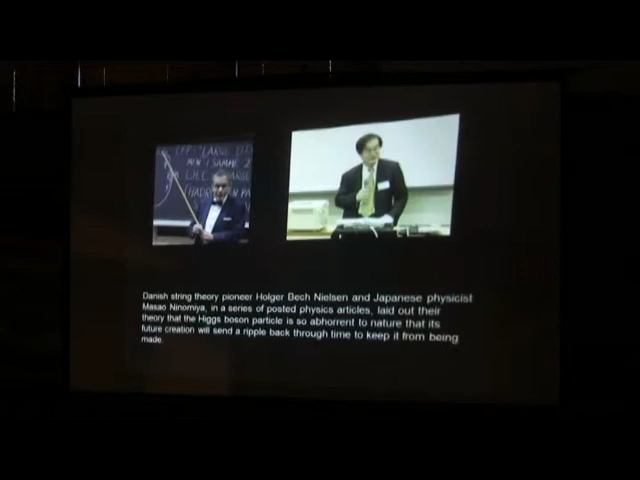 LARGE
L.H.C. LARGE
Danish string theory pioneer Holger Bech Nielsen and Japanese physicist
Masao Ninomiya, in a series of posted physics articles, laid out their
theory that the Higgs boson particle is so abhorrent to nature that its
future creation will send a ripple back through time to keep it from being
made.